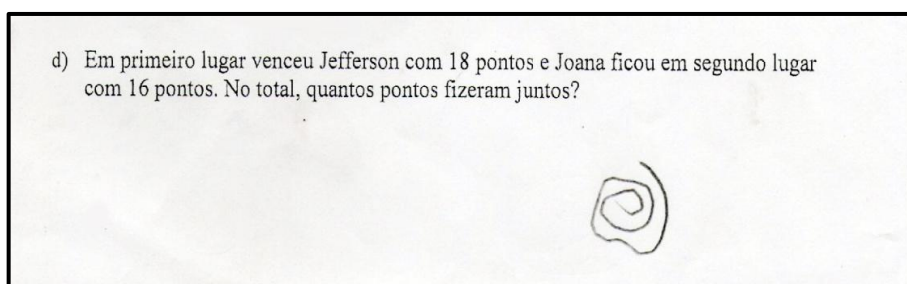 d) Em primeiro lugar venceu Jefferson com 18 pontos e Joana ficou em segundo lugar
com 16 pontos. No total, quantos pontos fizeram juntos?